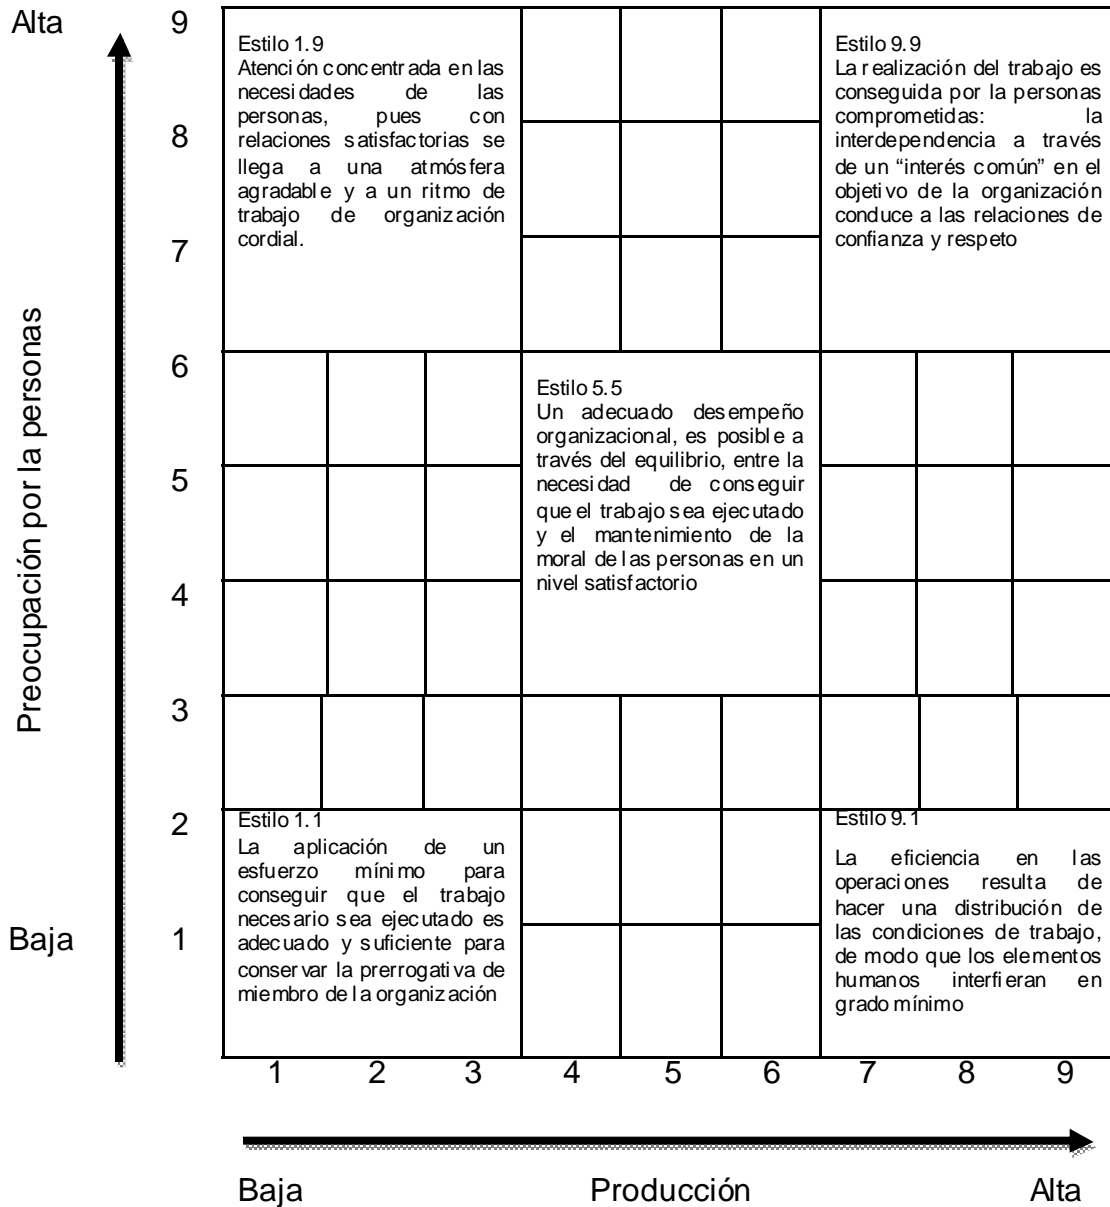 Alta
9
Estilo 1.9
Atención concentrada en las
necesidades de las
personas, pues con
relaciones satisfactorias se
llega a una atmósfera
agradable y a un ritmo de
trabajo de organización
cordial.
Estilo 9.9
La realización del trabajo es
conseguida por la personas
comprometidas: la
interdependencia a través
de un “interés común” en el
objetivo de la organización
conduce a las relaciones de
confianza y respeto
8
7
Preocupación por la personas
6
Estilo 5.5
Un adecuado desempeño
organizacional, es posible a
través del equilibrio, entre la
necesidad de conseguir
que el trabajo sea ejecutado
y el mantenimiento de la
moral de las personas en un
nivel satisfactorio
5
4
3
2
Estilo 1.1
La aplicación de un
esfuerzo mínimo para
conseguir que el trabajo
necesario sea ejecutado es
adecuado y suficiente para
conservar la prerrogativa de
miembro de la organización
Estilo 9.1
La eficiencia en las
operaciones resulta de
hacer una distribución de
las condiciones de trabajo,
de modo que los elementos
humanos interfieran en
grado mínimo
Baja
1
1 2 3 4 5 6 7 8 9
Baja Producción Alta